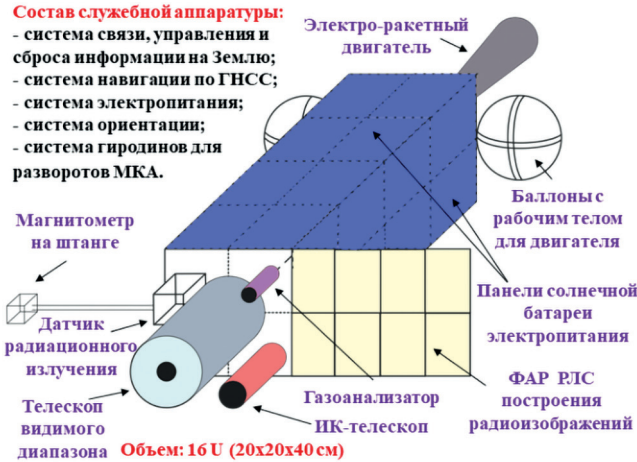 Состав служебной аппаратуры:
- система связи, управления и
сброса информации на Землю;
- система навигации по ГНСС;
- система электропитания;
- система ориентации;
- система гиродинов для
разворотов МКА.
Электро-ракетный
двигатель
Баллоны с
рабочим телом
для двигателя
Магнитометр
на штанге
Панели солнечной
батареи
электропитания
Датчик
радиационного
излучения
ФАР РЛС
построения
радиоизображений
Газоанализатор
ИК-телескоп
Телескоп
видимого
диапазона
Объем: 16 U (20х20х40 см)